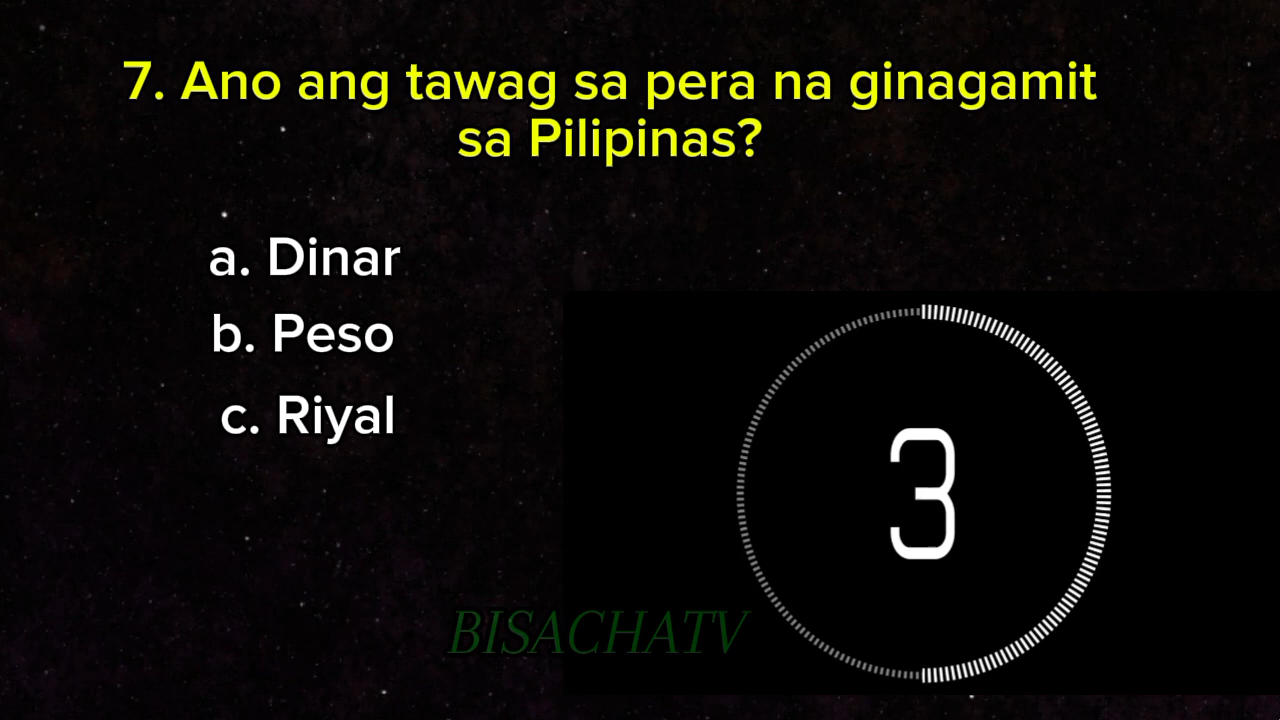 7. Ano ang tawag sa pera na ginagamit
sa Pilipinas?
a. Dinar
b. Peso
c. Riyal
3
BISACHATV